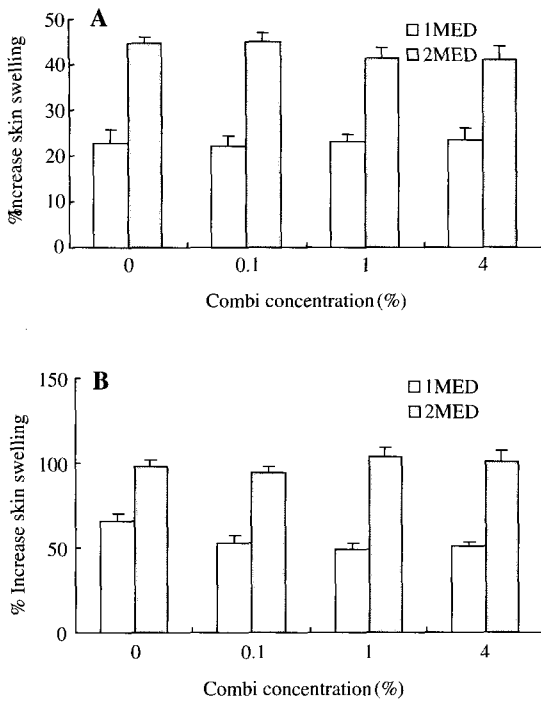 A
50
40
30
20
10
0
%Increase skin swelling
1MED
2MED
0 0.1 1 4
Combi concentration (%)
B
150
100
50
0
% Increase skin swelling
1MED
2MED
0 0.1 1 4
Combi concentration (%)